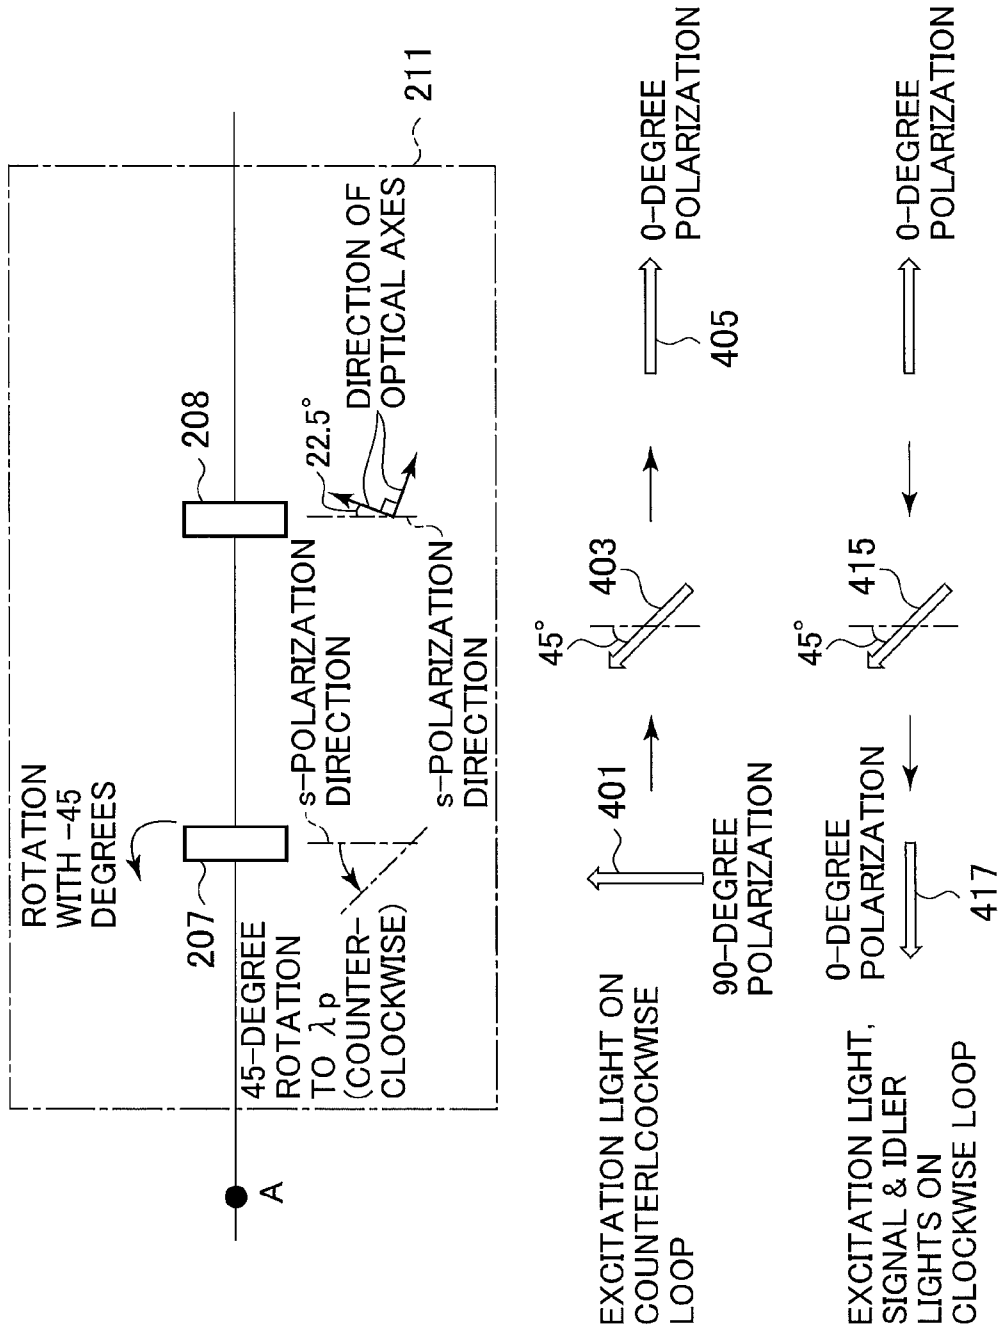 ROTATION
WITH -45
DEGREES
207
208
211
A
45-DEGREE
ROTATION
TO λp
(COUNTER-
CLOCKWISE)
s-POLARIZATION
DIRECTION
s-POLARIZATION
DIRECTION
22.5°
DIRECTION OF
OPTICAL AXES
EXCITATION LIGHT ON
COUNTERLCOCKWISE
LOOP
401
90-DEGREE
POLARIZATION
45°
403
405
0-DEGREE
POLARIZATION
EXCITATION LIGHT,
SIGNAL & IDLER
LIGHTS ON
CLOCKWISE LOOP
0-DEGREE
POLARIZATION
417
45°
415
0-DEGREE
POLARIZATION